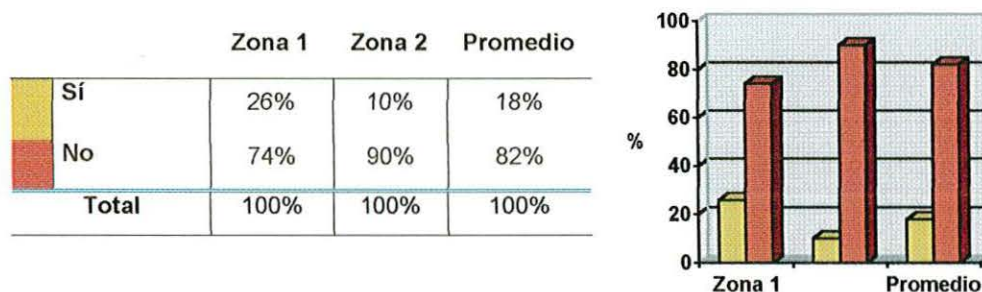 Zona 1 Zona 2 Promedio
Sí 26% 10% 18%
No 74% 90% 82%
Total 100% 100% 100%
100
80
60
%
40
20
0
Zona 1 Promedio